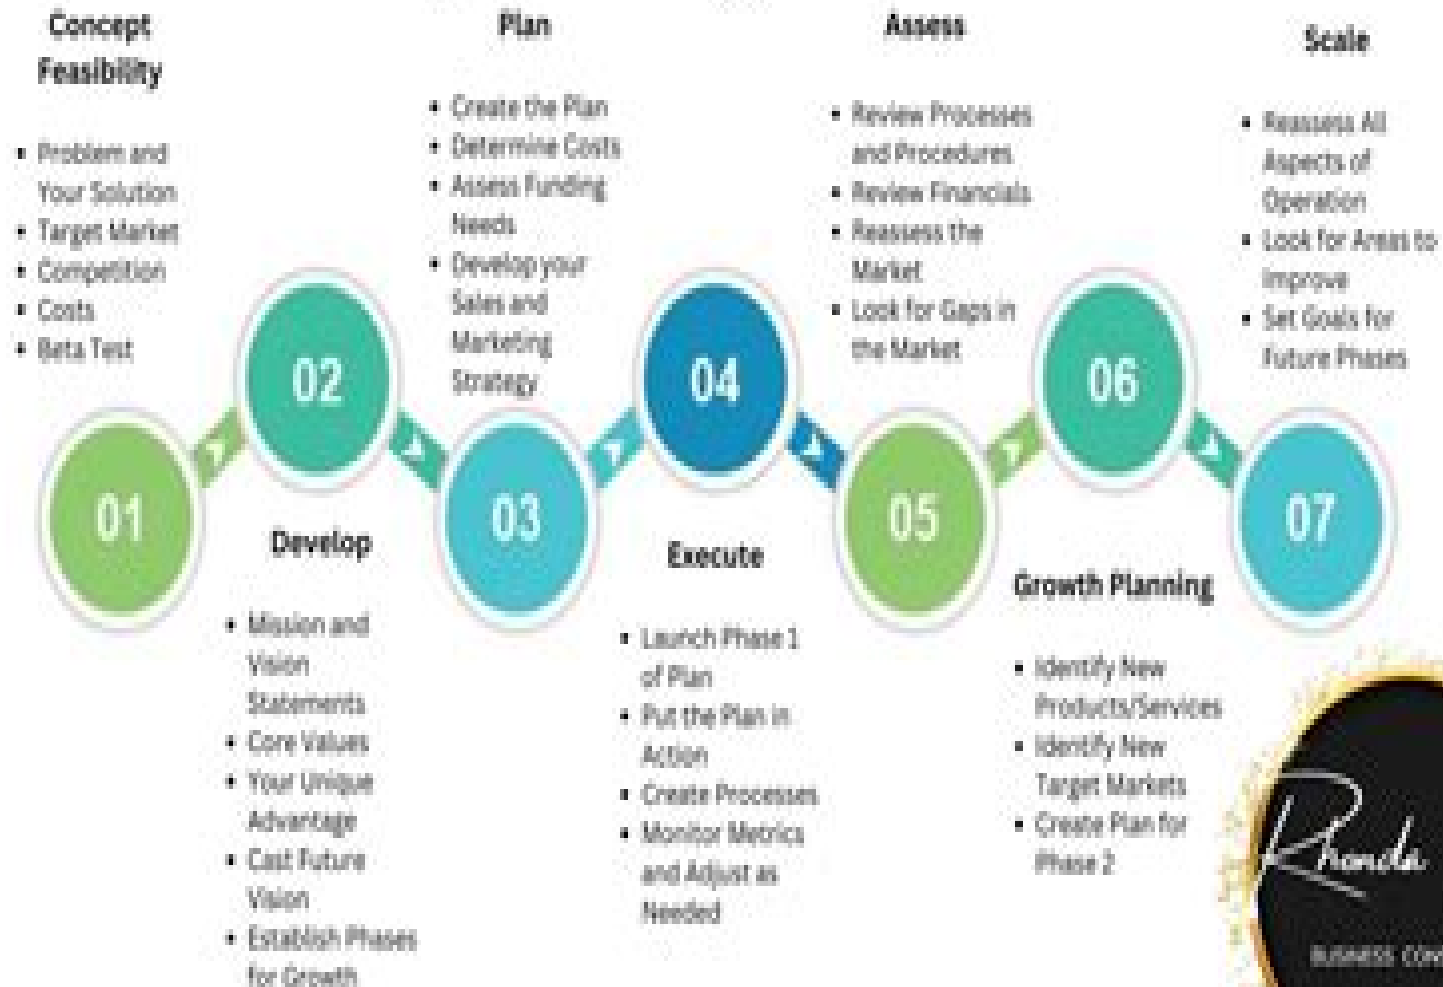 Concept
Feasibility
• Problem and
Your Solution
• Target Market
• Competition
• Costs
• Beta Test
01
02
Develop
• Mission and
Vision
Statements
• Core Values
• Your Unique
Advantage
• Cast Future
Vision
• Establish Phases
for Growth
Plan
• Create the Plan
• Determine Costs
• Assess Funding
Needs
• Develop your
Sales and
Marketing
Strategy
03
04
Execute
• Launch Phase 1
of Plan
• Put the Plan in
Action
• Create Processes
• Monitor Metrics
and Adjust as
Needed
Assess
• Review Processes
and Procedures
• Review Financials
• Reassess the
Market
• Look for Gaps in
the Market
05
06
Growth Planning
• Identify New
Products/Services
• Identify New
Target Markets
• Create Plan for
Phase 2
Scale
• Reassess All
Aspects of
Operation
• Look for Areas to
Improve
• Set Goals for
Future Phases
07
Rhonda
BUSINESS